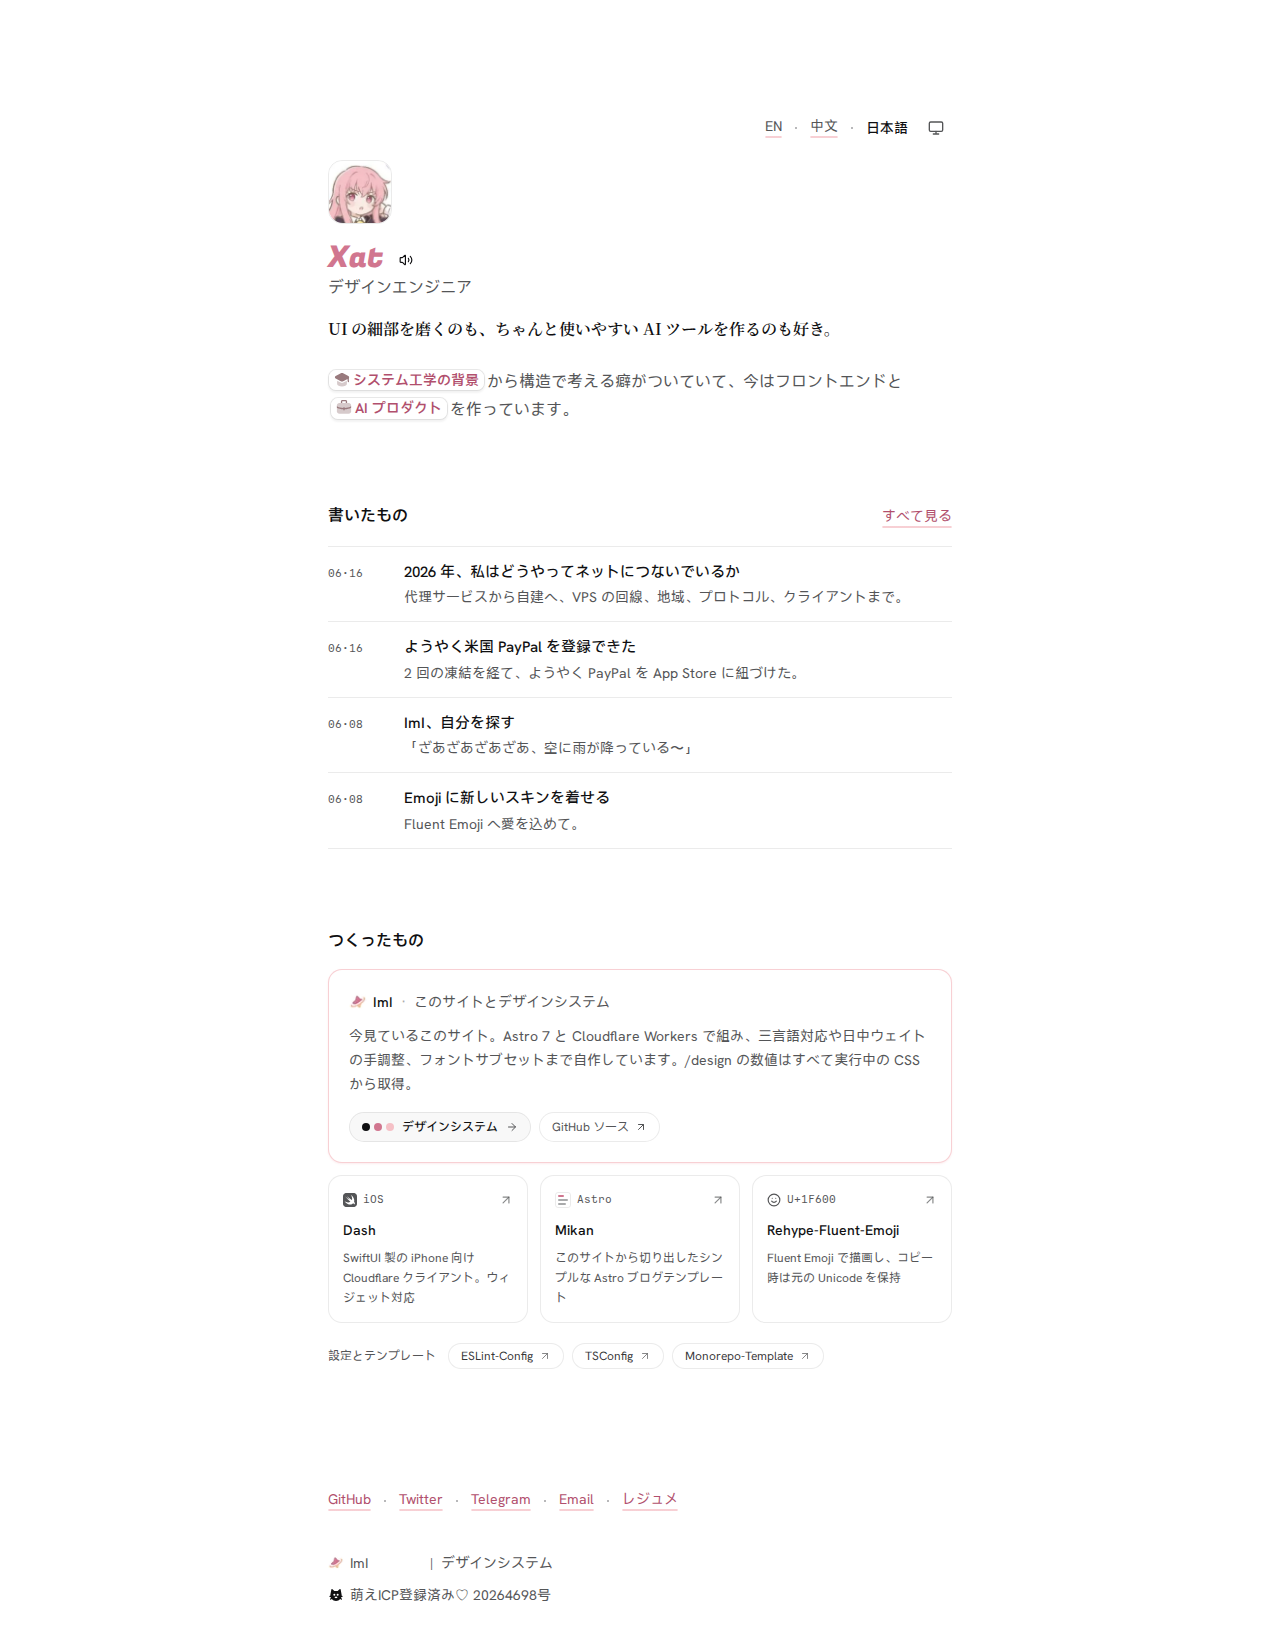 EN · 中文 · 日本語
Xat
デザインエンジニア
UI の細部を磨くのも、ちゃんと使いやすい AI ツールを作るのも好き。
システム工学の背景 から構造で考える癖がついていて、今はフロントエンドと
AI プロダクト を作っています。
書いたもの すべて見る
06·16 2026 年、私はどうやってネットにつないでいるか
代理サービスから自建へ、VPS の回線、地域、プロトコル、クライアントまで。
06·16 ようやく米国 PayPal を登録できた
2 回の凍結を経て、ようやく PayPal を App Store に紐づけた。
06·08 Iml、自分を探す
「ざあざあざあざあ、空に雨が降っている〜」
06·08 Emoji に新しいスキンを着せる
Fluent Emoji へ愛を込めて。
つくったもの
Iml · このサイトとデザインシステム
今見ているこのサイト。Astro 7 と Cloudflare Workers で組み、三言語対応や日中ウェイト
の手調整、フォントサブセットまで自作しています。/design の数値はすべて実行中の CSS
から取得。
デザインシステム → GitHub ソース ↗
iOS ↗
Dash
SwiftUI 製の iPhone 向け
Cloudflare クライアント。ウィ
ジェット対応
Astro ↗
Mikan
このサイトから切り出したシン
プルな Astro ブログテンプレー
ト
U+1F600 ↗
Rehype-Fluent-Emoji
Fluent Emoji で描画し、コピー
時は元の Unicode を保持
設定とテンプレート ESLint-Config ↗ TSConfig ↗ Monorepo-Template ↗
GitHub · Twitter · Telegram · Email · レジュメ
Iml | デザインシステム
萌えICP登録済み♡ 20264698号